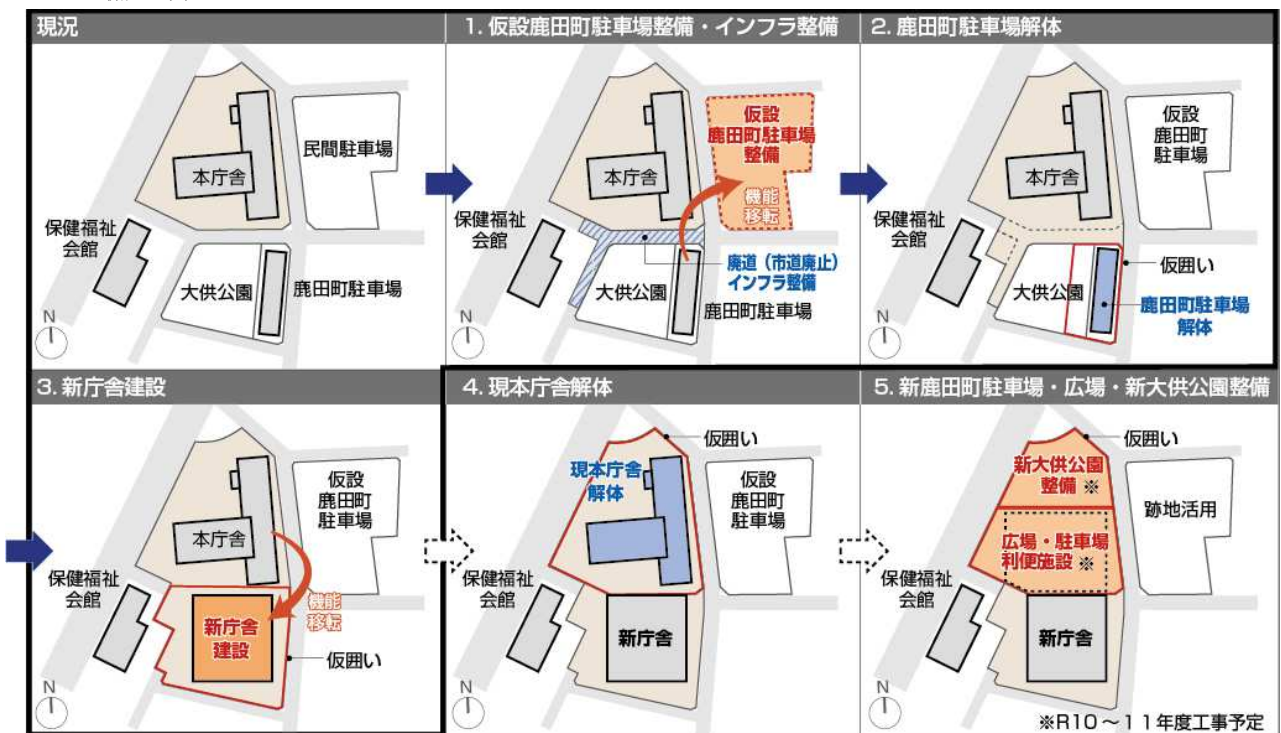 現況
民間駐車場
本庁舎
保健福祉
会館
大供公園
鹿田町駐車場
N
1. 仮設鹿田町駐車場整備・インフラ整備
仮設
鹿田町駐車場
整備
本庁舎
機能
移転
保健福祉
会館
廃道（市道廃止）
インフラ整備
大供公園
鹿田町駐車場
N
2. 鹿田町駐車場解体
仮設
鹿田町
駐車場
本庁舎
保健福祉
会館
仮囲い
大供公園
鹿田町駐車場
解体
N
3. 新庁舎建設
仮設
鹿田町
駐車場
本庁舎
保健福祉
会館
機能
移転
新庁舎
建設
仮囲い
N
4. 現本庁舎解体
仮囲い
現本庁舎
解体
仮設
鹿田町
駐車場
保健福祉
会館
新庁舎
N
5. 新鹿田町駐車場・広場・新大供公園整備
仮囲い
新大供公園
整備 ※
跡地活用
広場・駐車場
利便施設 ※
保健福祉
会館
新庁舎
N
※R10～11年度工事予定